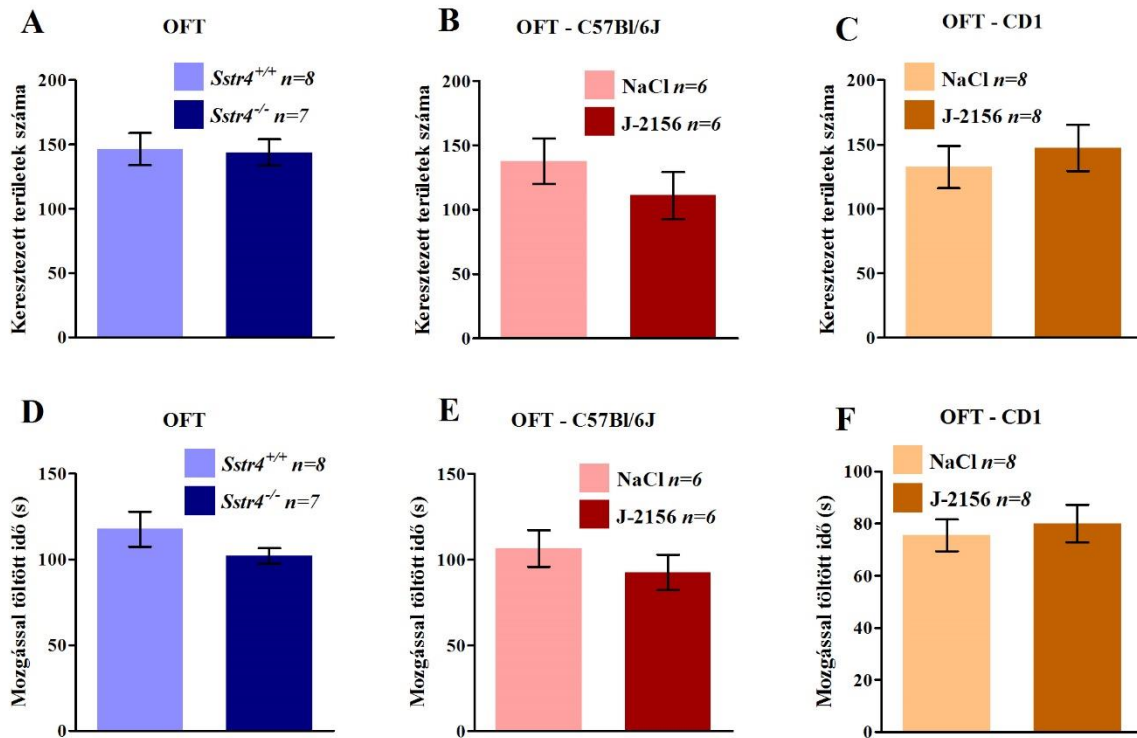 A
OFT
Sstr4+/+ n=8
Sstr4-/- n=7
Keresztezett területek száma
200
150
100
50
0
B
OFT - C57Bl/6J
NaCl n=6
J-2156 n=6
Keresztezett területek száma
200
150
100
50
0
C
OFT - CD1
NaCl n=8
J-2156 n=8
Keresztezett területek száma
200
150
100
50
0
D
OFT
Sstr4+/+ n=8
Sstr4-/- n=7
Mozgással töltött idő (s)
150
100
50
0
E
OFT - C57Bl/6J
NaCl n=6
J-2156 n=6
Mozgással töltött idő (s)
150
100
50
0
F
OFT - CD1
NaCl n=8
J-2156 n=8
Mozgással töltött idő (s)
100
80
60
40
20
0